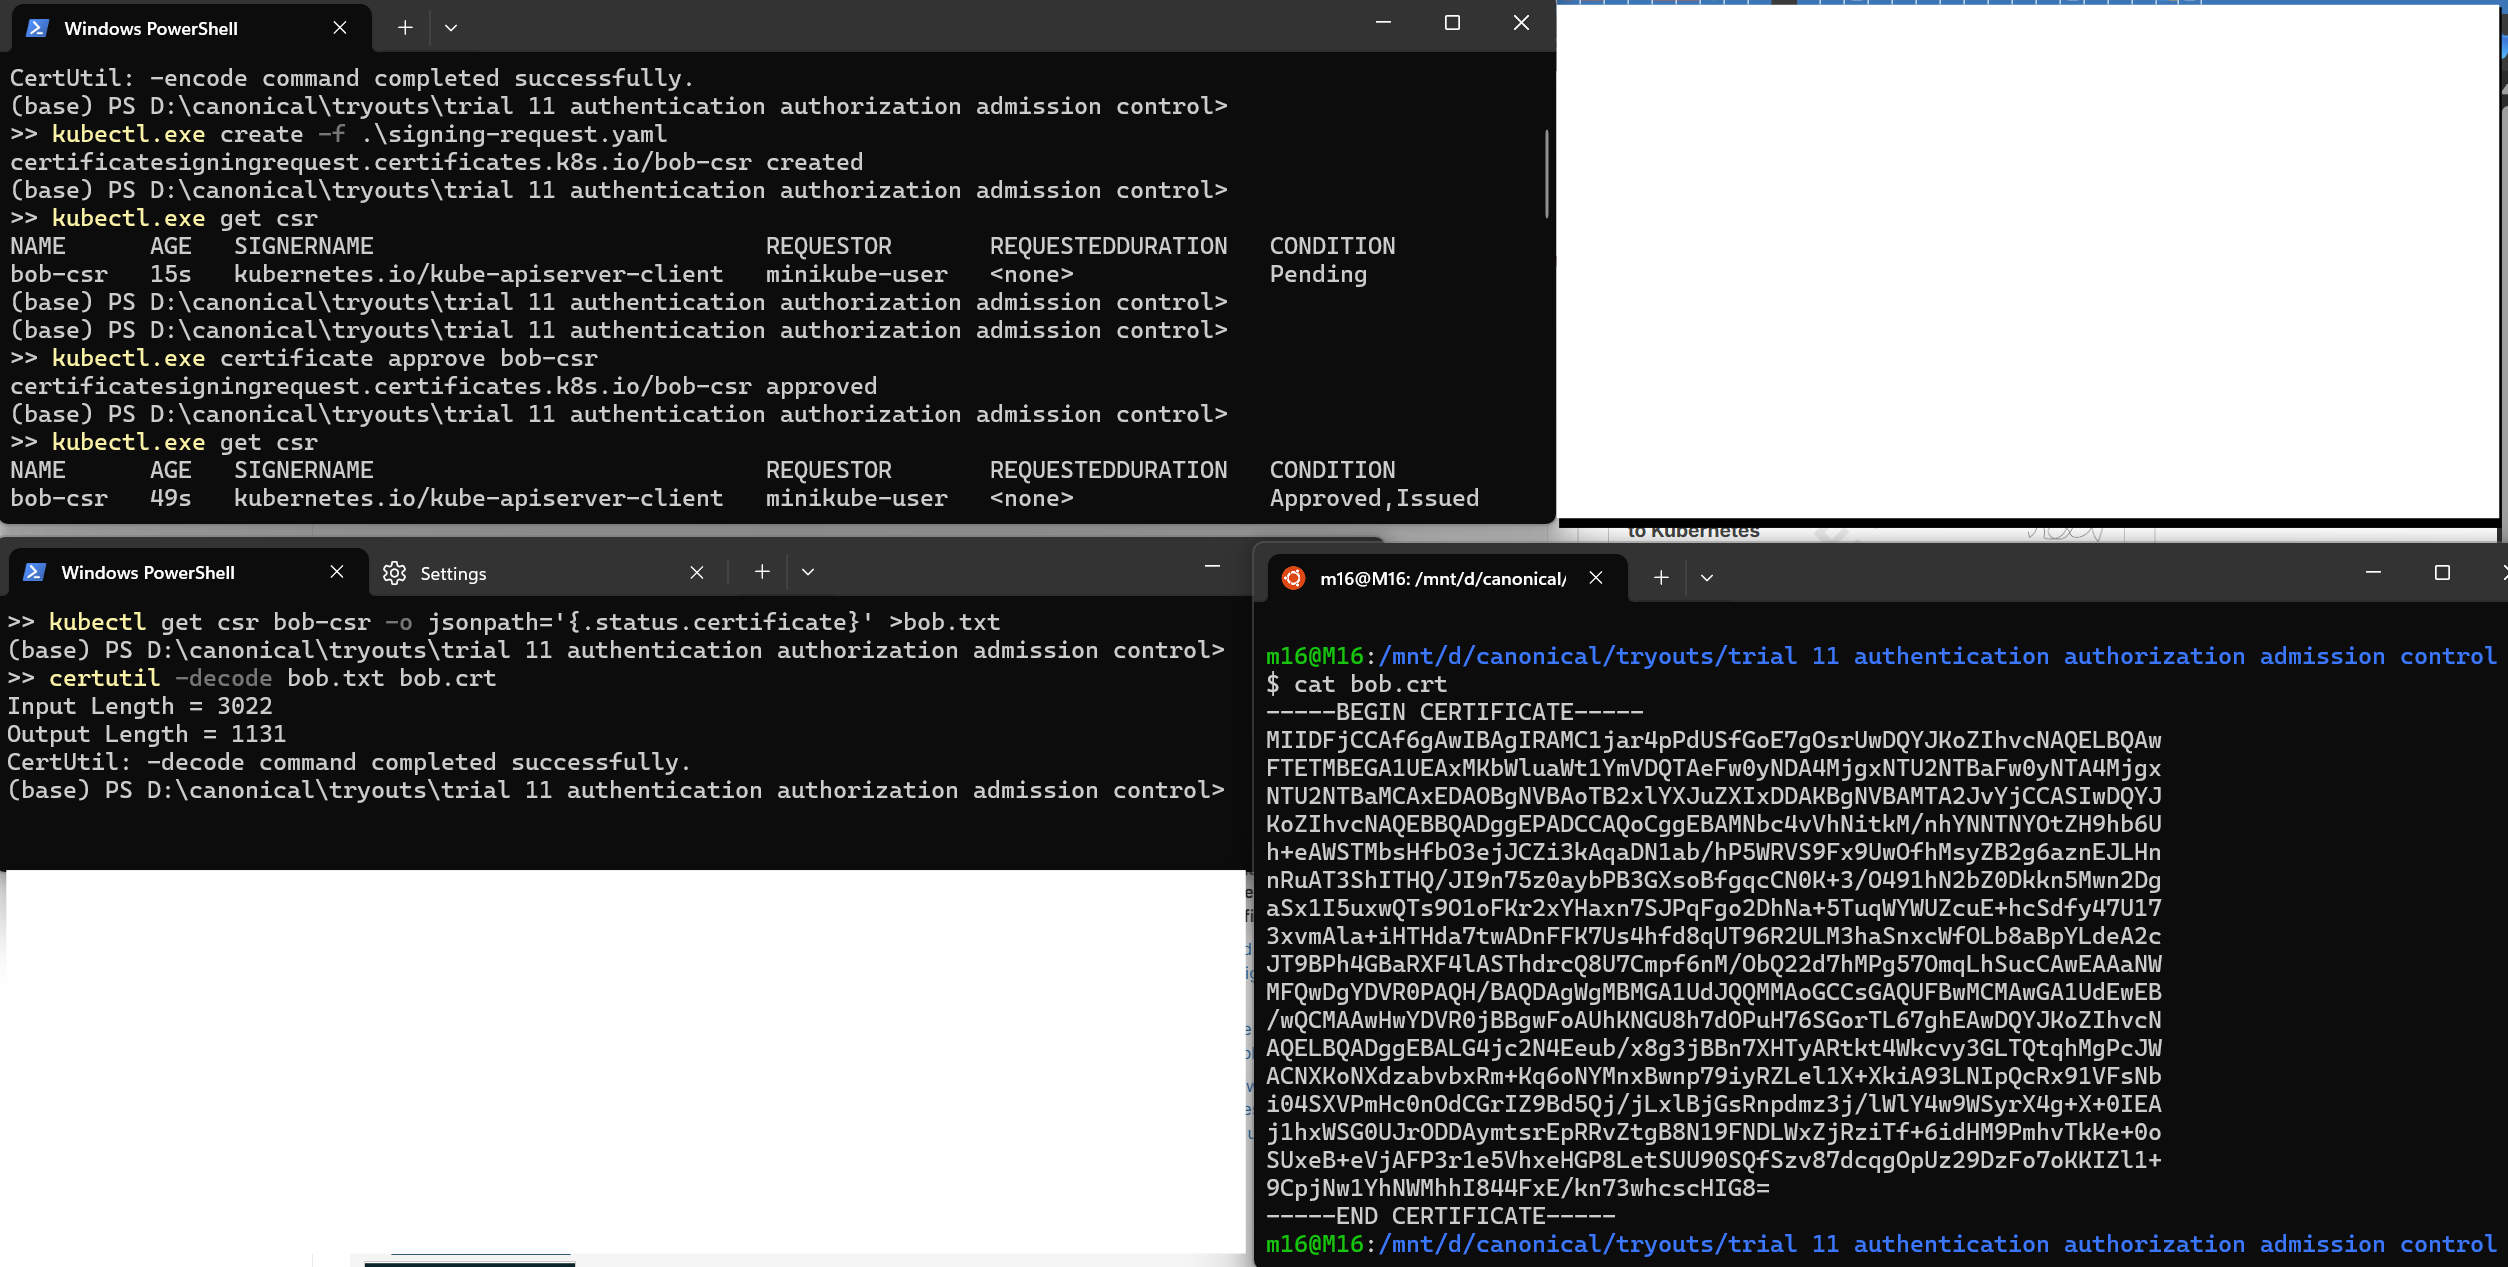 Windows PowerShell
CertUtil: -encode command completed successfully.
(base) PS D:\canonical\tryouts\trial 11 authentication authorization admission control>
>> kubectl.exe create -f .\signing-request.yaml
certificatesigningrequest.certificates.k8s.io/bob-csr created
(base) PS D:\canonical\tryouts\trial 11 authentication authorization admission control>
>> kubectl.exe get csr
NAME      AGE   SIGNERNAME                            REQUESTOR       REQUESTEDDURATION   CONDITION
bob-csr   15s   kubernetes.io/kube-apiserver-client   minikube-user   <none>              Pending
(base) PS D:\canonical\tryouts\trial 11 authentication authorization admission control>
(base) PS D:\canonical\tryouts\trial 11 authentication authorization admission control>
>> kubectl.exe certificate approve bob-csr
certificatesigningrequest.certificates.k8s.io/bob-csr approved
(base) PS D:\canonical\tryouts\trial 11 authentication authorization admission control>
>> kubectl.exe get csr
NAME      AGE   SIGNERNAME                            REQUESTOR       REQUESTEDDURATION   CONDITION
bob-csr   49s   kubernetes.io/kube-apiserver-client   minikube-user   <none>              Approved,Issued
to Kubernetes
Windows PowerShell
Settings
>> kubectl get csr bob-csr -o jsonpath='{.status.certificate}' >bob.txt
(base) PS D:\canonical\tryouts\trial 11 authentication authorization admission control>
>> certutil -decode bob.txt bob.crt
Input Length = 3022
Output Length = 1131
CertUtil: -decode command completed successfully.
(base) PS D:\canonical\tryouts\trial 11 authentication authorization admission control>
m16@M16: /mnt/d/canonical/
m16@M16:/mnt/d/canonical/tryouts/trial 11 authentication authorization admission control
$ cat bob.crt
-----BEGIN CERTIFICATE-----
MIIDFjCCAf6gAwIBAgIRAMC1jar4pPdUSfGoE7gOsrUwDQYJKoZIhvcNAQELBQAw
FTETMBEGA1UEAxMKbWluaWt1YmVDQTAeFw0yNDA4MjgxNTU2NTBaFw0yNTA4Mjgx
NTU2NTBaMCAxEDAOBgNVBAoTB2xlYXJuZXIxDDAKBgNVBAMTA2JvYjCCASIwDQYJ
KoZIhvcNAQEBBQADggEPADCCAQoCggEBAMNbc4vVhNitkM/nhYNNTNYOtZH9hb6U
h+eAWSTMbsHfbO3ejJCZi3kAqaDN1ab/hP5WRVS9Fx9UwOfhMsyZB2g6aznEJLHn
nRuAT3ShITHQ/JI9n75z0aybPB3GXsoBfgqcCN0K+3/O491hN2bZ0Dkkn5Mwn2Dg
aSx1I5uxwQTs9O1oFKr2xYHaxn7SJPqFgo2DhNa+5TuqWYWUZcuE+hcSdfy47U17
3xvmAla+iHTHda7twADnFFK7Us4hfd8qUT96R2ULM3haSnxcWfOLb8aBpYLdeA2c
JT9BPh4GBaRXF4lASThdrcQ8U7Cmpf6nM/ObQ22d7hMPg57OmqLhSucCAwEAAaNW
MFQwDgYDVR0PAQH/BAQDAgWgMBMGA1UdJQQMMAoGCCsGAQUFBwMCMAwGA1UdEwEB
/wQCMAAwHwYDVR0jBBgwFoAUhKNGU8h7dOPuH76SGorTL67ghEAwDQYJKoZIhvcN
AQELBQADggEBALG4jc2N4Eeub/x8g3jBBn7XHTyARtkt4Wkcvy3GLTQtqhMgPcJW
ACNXKoNXdzabvbxRm+Kq6oNYMnxBwnp79iyRZLel1X+XkiA93LNIpQcRx91VFsNb
i04SXVPmHc0nOdCGrIZ9Bd5Qj/jLxlBjGsRnpdmz3j/lWlY4w9WSyrX4g+X+0IEA
j1hxWSG0UJrODDAymtsrEpRRvZtgB8N19FNDLWxZjRziTf+6idHM9PmhvTkKe+0o
SUxeB+eVjAFP3r1e5VhxeHGP8LetSUU90SQfSzv87dcqgOpUz29DzFo7oKKIZl1+
9CpjNw1YhNWMhhI844FxE/kn73whcscHIG8=
-----END CERTIFICATE-----
m16@M16:/mnt/d/canonical/tryouts/trial 11 authentication authorization admission control